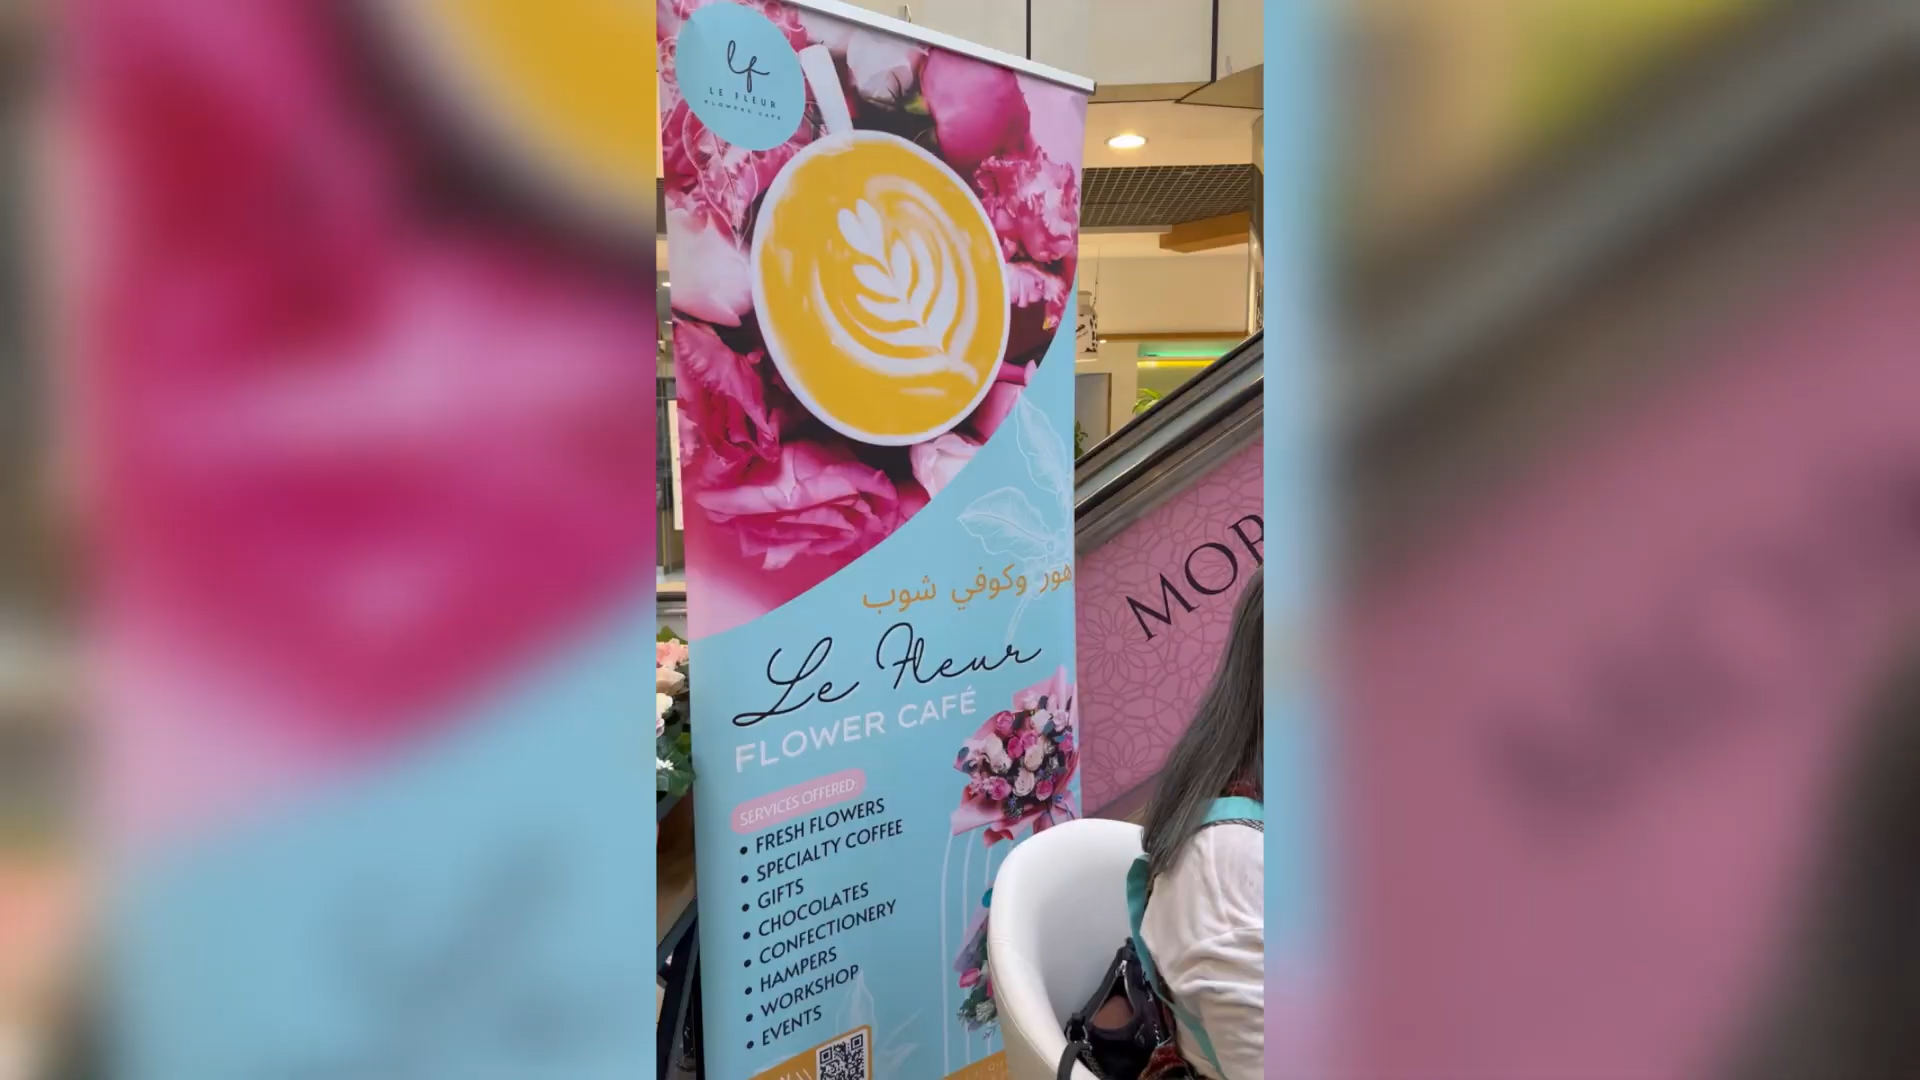 lf
LE FLEUR
FLOWERS CAFE
هور وكوفي شوب
Le Fleur
FLOWER CAFÉ
SERVICES OFFERED:
• FRESH FLOWERS
• SPECIALTY COFFEE
• GIFTS
• CHOCOLATES
• CONFECTIONERY
• HAMPERS
• WORKSHOP
• EVENTS
MOR